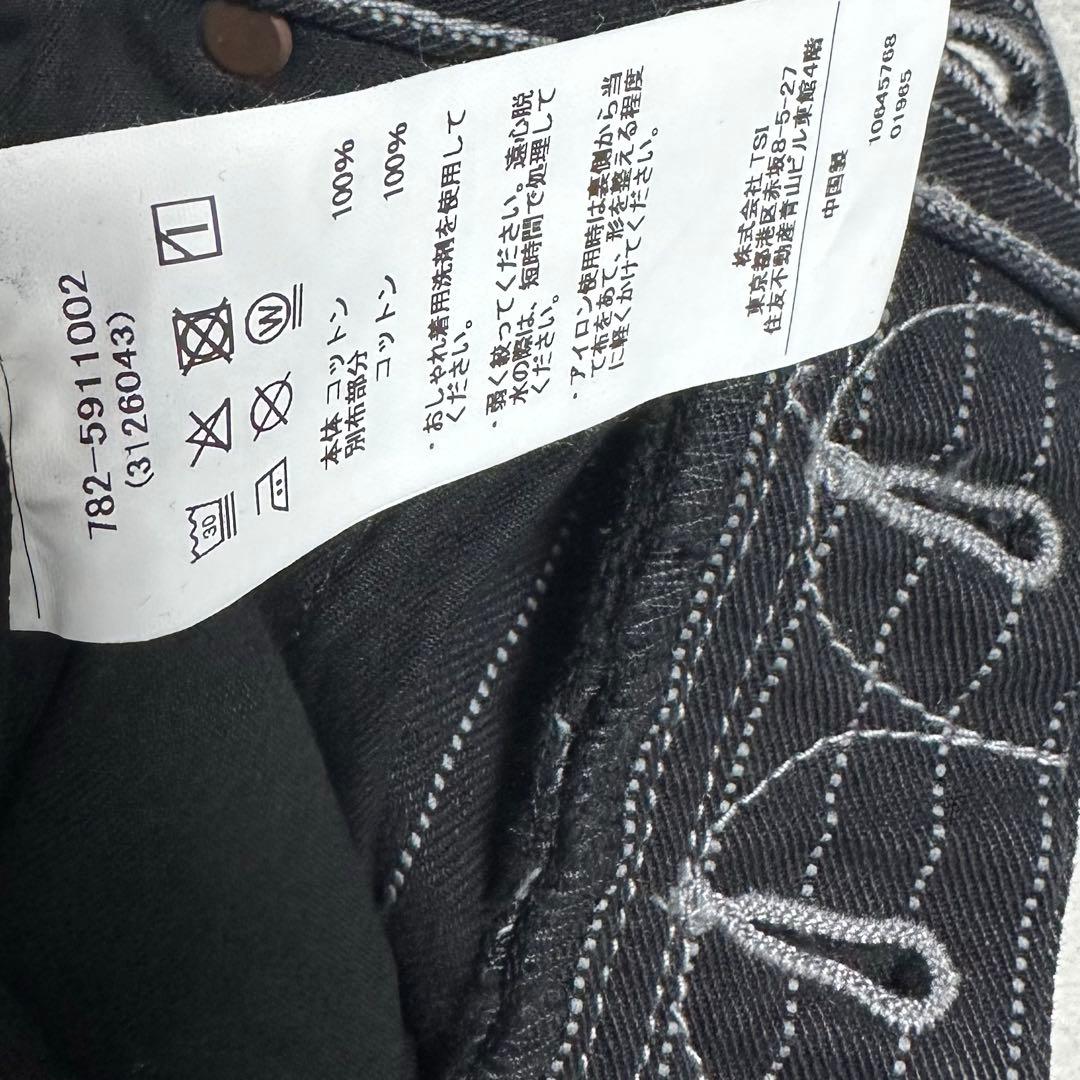 782-5911002
(3126043)
30
W
本体 コットン 100%
別布部分
コットン 100%
・おしゃれ着用洗剤を使用して
ください。
・弱く絞ってください。遠心脱
水の際は、短時間で処理して
ください。
・アイロン使用時は裏側から当
て布をあて、形を整える程度
に軽くかけてください。
株式会社 TSI
東京都港区赤坂8-5-27
住友不動産青山ビル東館4階
中国製
10845768
01985